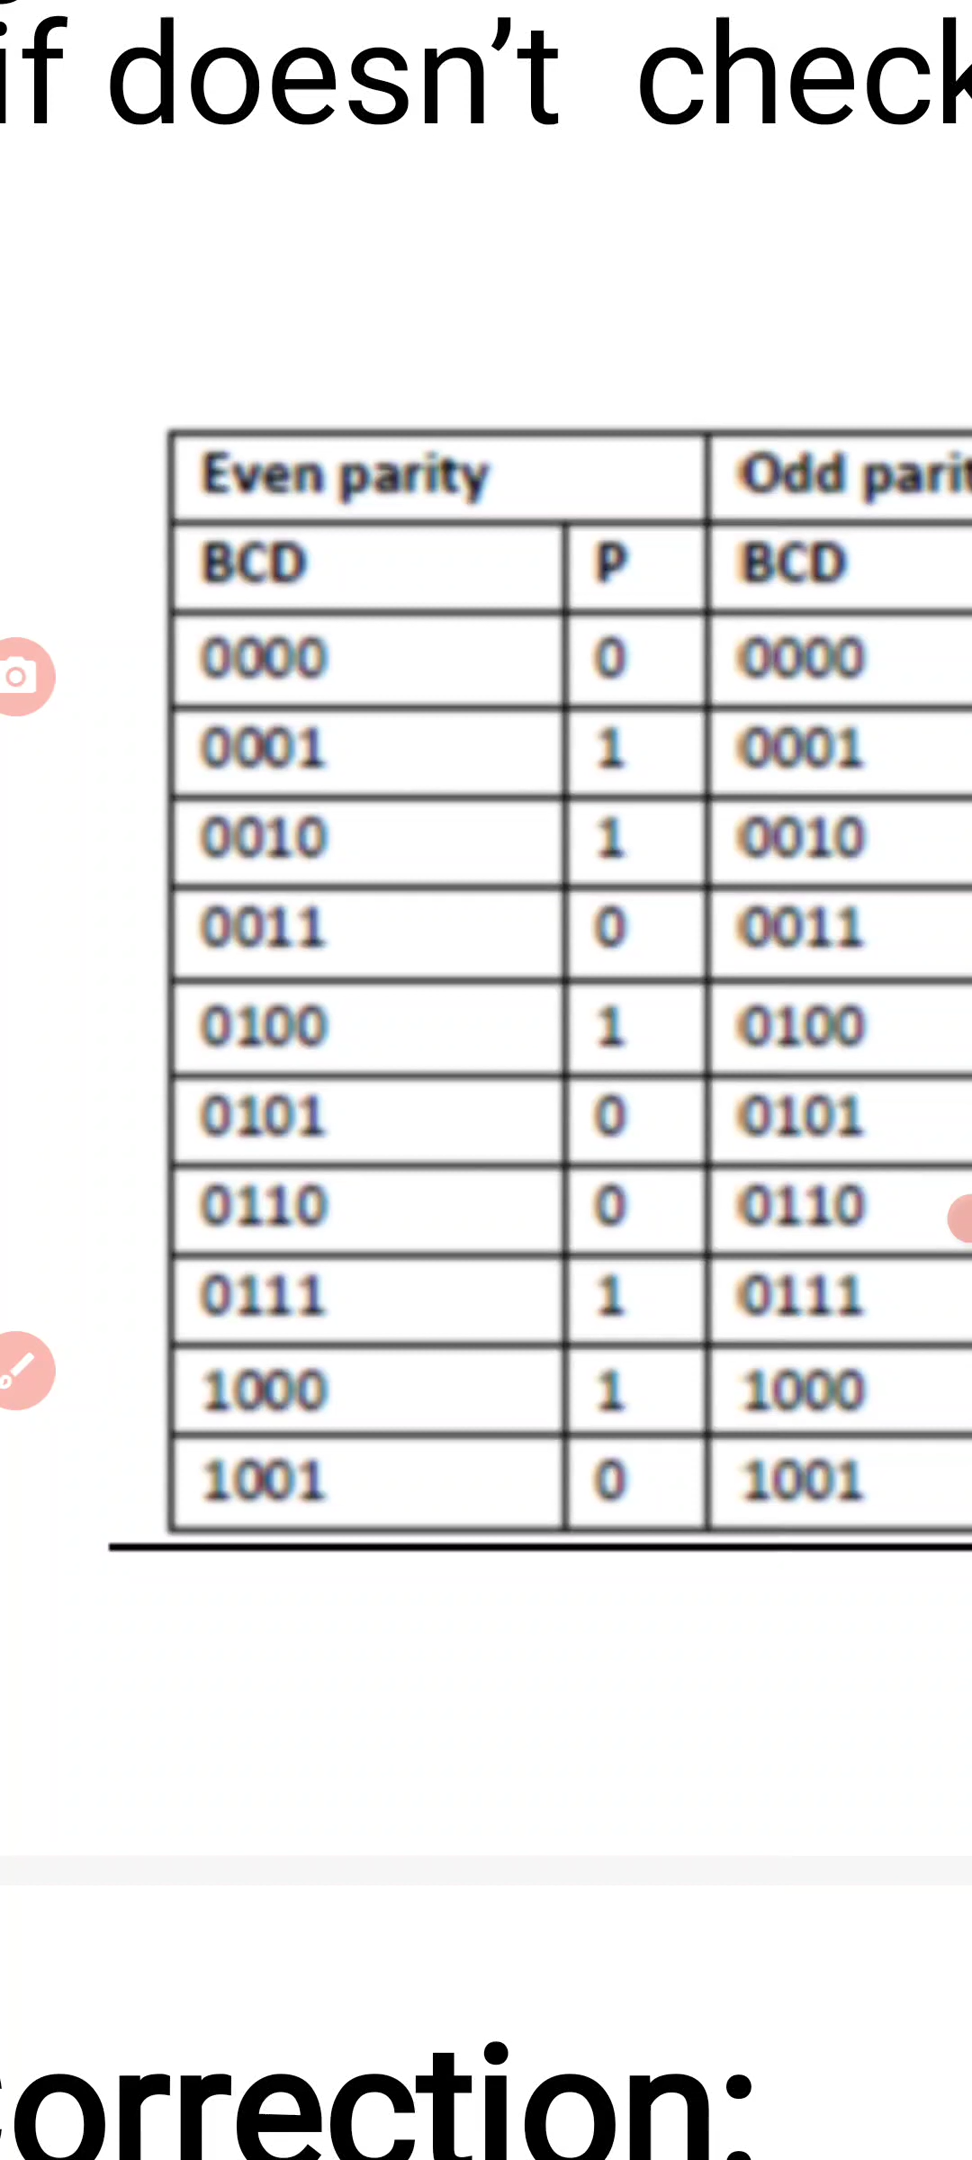 if doesn’t check
Even parity Odd parit
BCD P BCD
0000 0 0000
0001 1 0001
0010 1 0010
0011 0 0011
0100 1 0100
0101 0 0101
0110 0 0110
0111 1 0111
1000 1 1000
1001 0 1001
orrection: